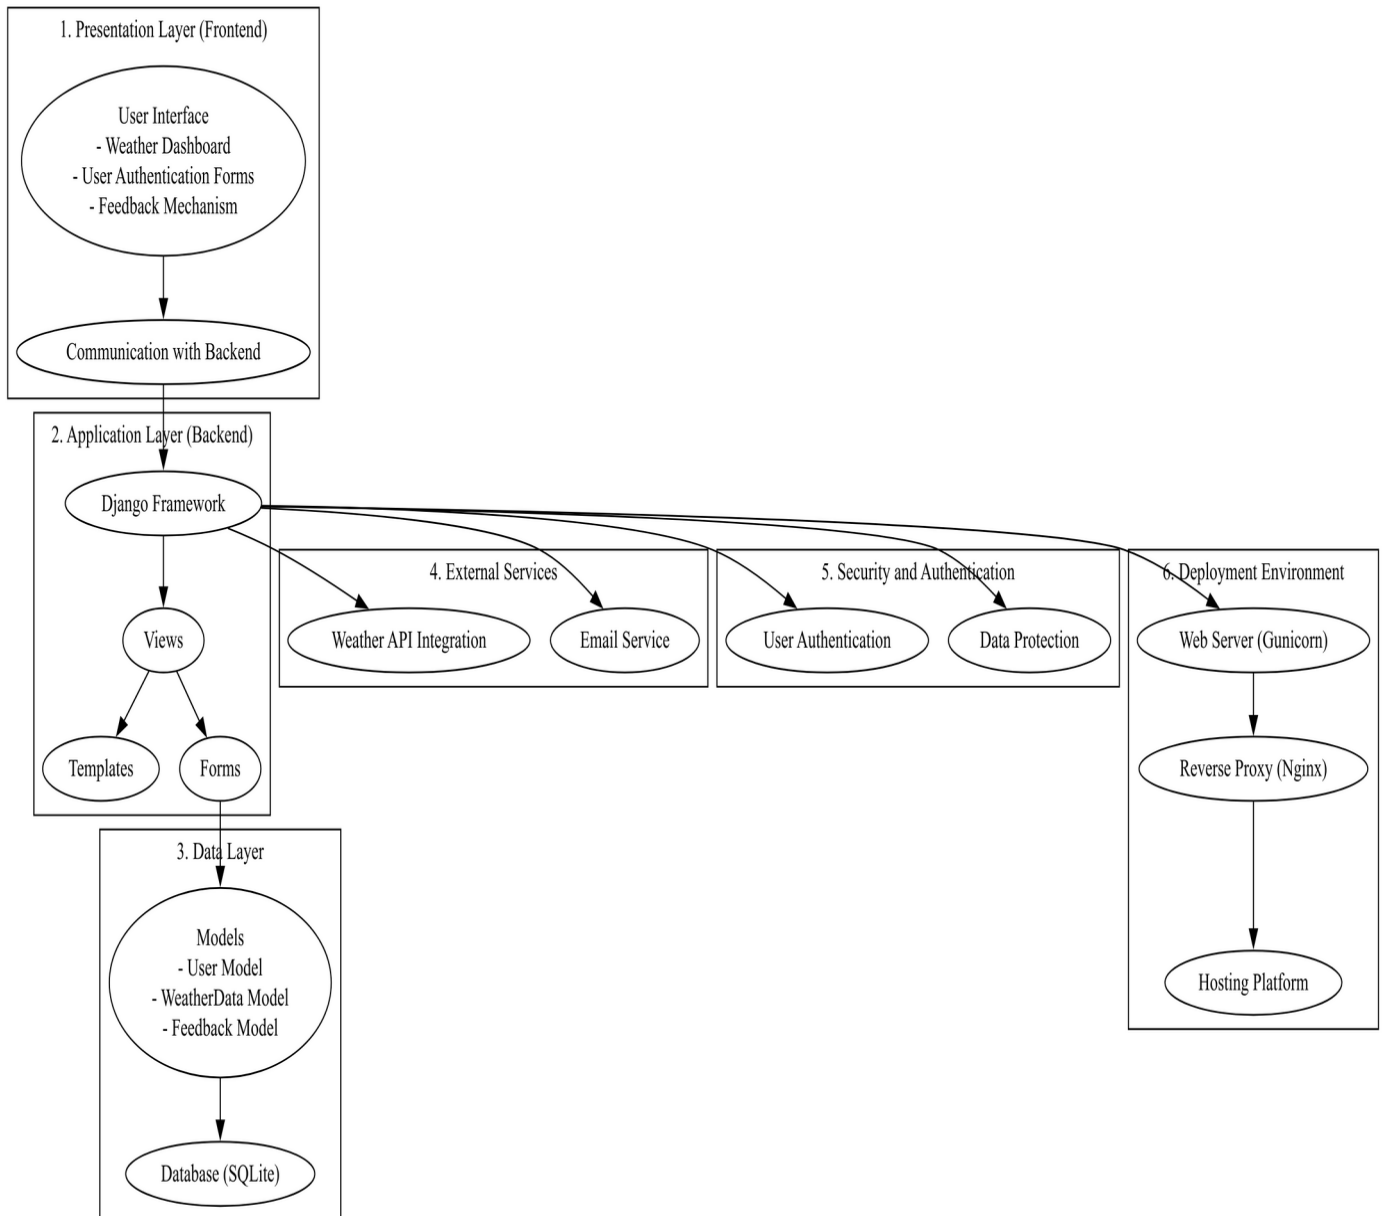 1. Presentation Layer (Frontend)
User Interface
- Weather Dashboard
- User Authentication Forms
- Feedback Mechanism
Communication with Backend
2. Application Layer (Backend)
Django Framework
Views
Templates
Forms
3. Data Layer
Models
- User Model
- WeatherData Model
- Feedback Model
Database (SQLite)
4. External Services
Weather API Integration
Email Service
5. Security and Authentication
User Authentication
Data Protection
6. Deployment Environment
Web Server (Gunicorn)
Reverse Proxy (Nginx)
Hosting Platform